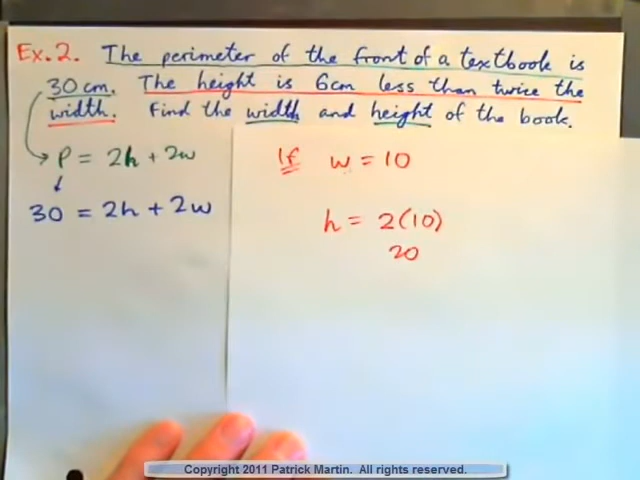 Ex. 2. The perimeter of the front of a textbook is
30 cm. The height is 6cm less than twice the
width. Find the width and height of the book.
P = 2h + 2w
30 = 2h + 2w
If w = 10
h = 2(10)
20
Copyright 2011 Patrick Martin. All rights reserved.